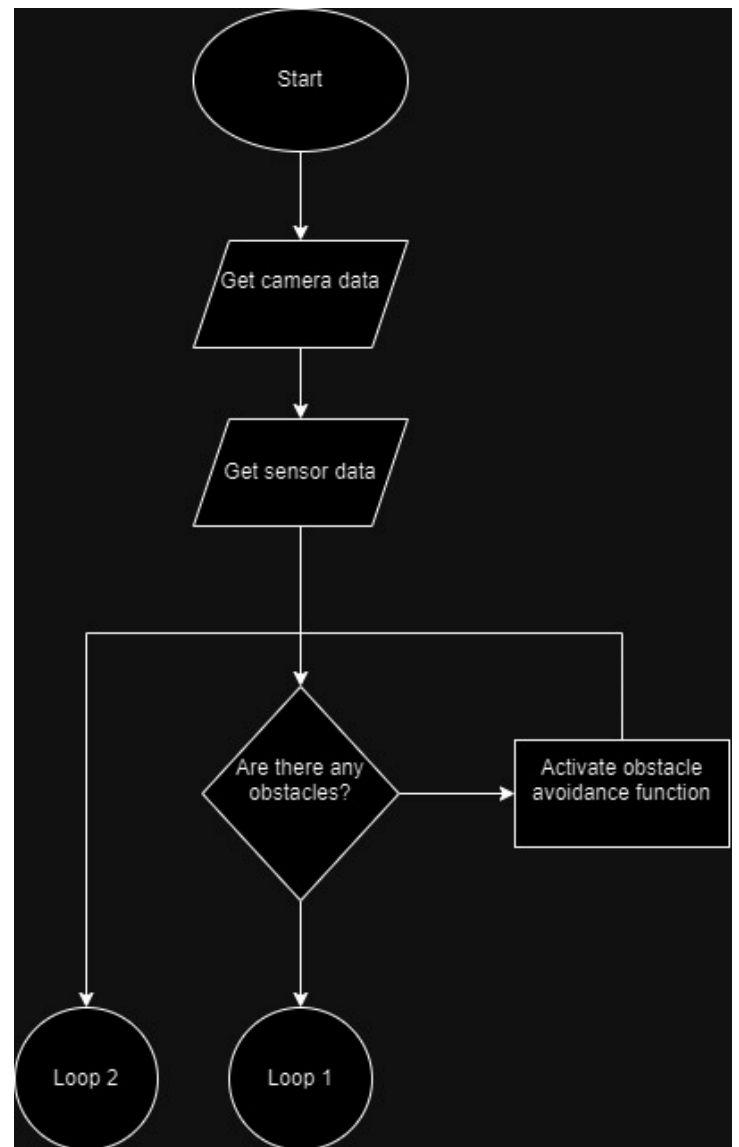 Start
Get camera data
Get sensor data
Are there any
obstacles?
Activate obstacle
avoidance function
Loop 2
Loop 1